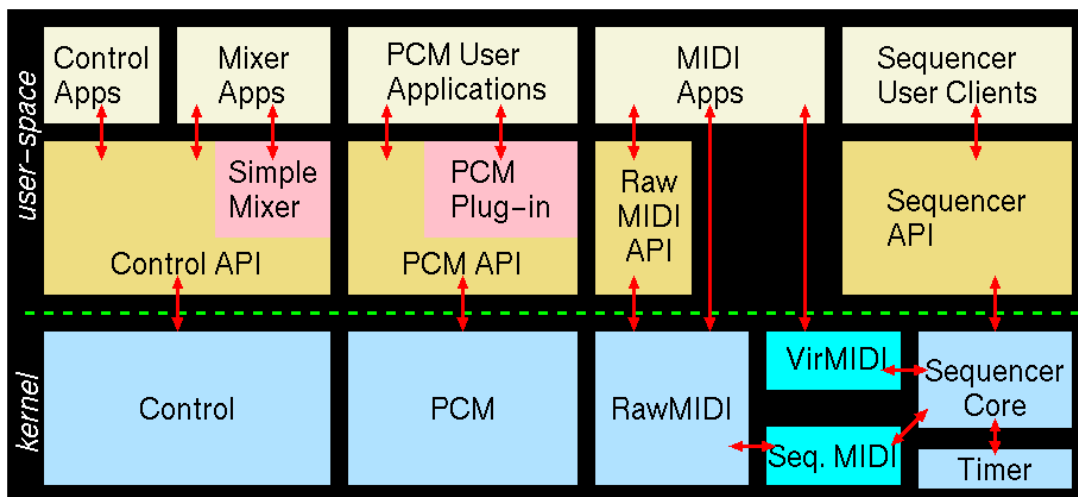 user-space
Control
Apps
Mixer
Apps
PCM User
Applications
MIDI
Apps
Sequencer
User Clients
Simple
Mixer
Control API
PCM
Plug-in
PCM API
Raw
MIDI
API
Sequencer
API
kernel
Control
PCM
RawMIDI
VirMIDI
Seq. MIDI
Sequencer
Core
Timer